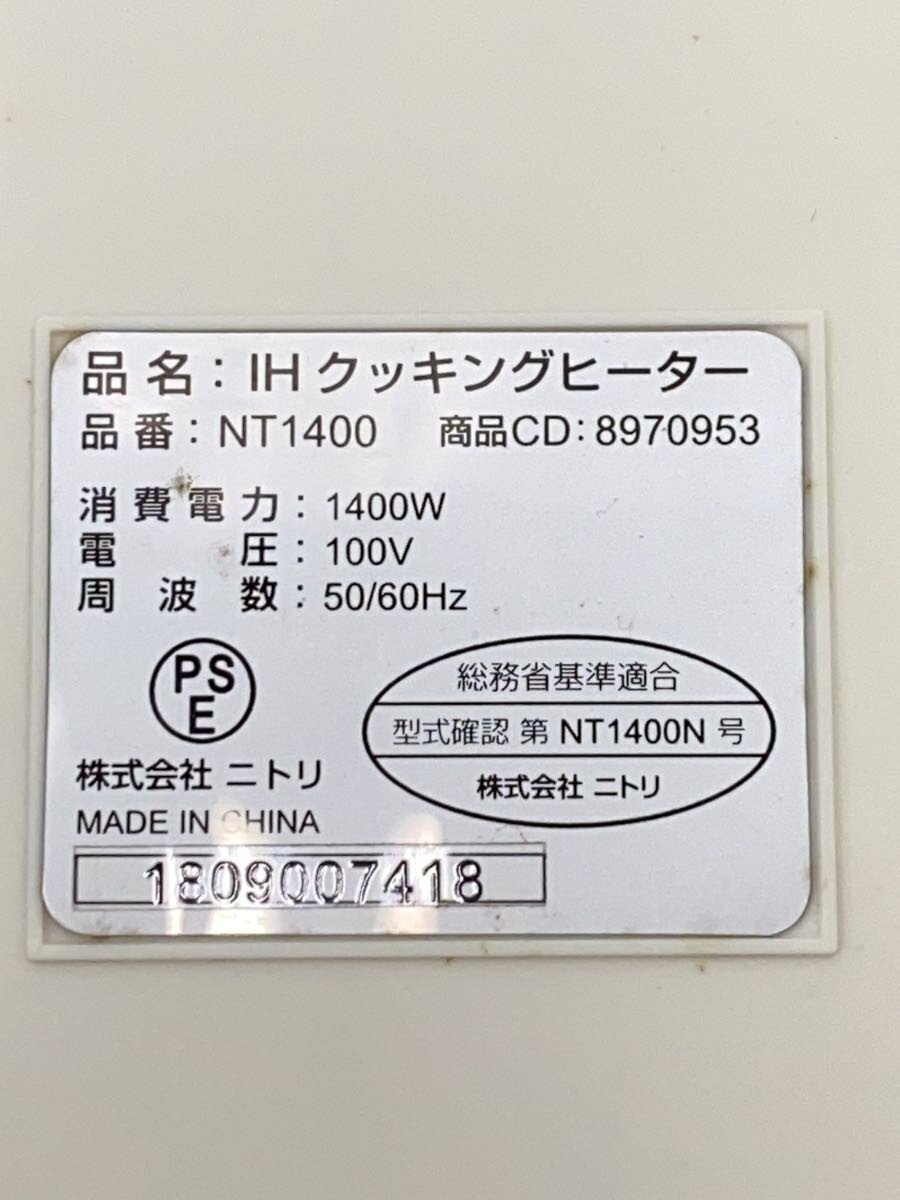 品名：IHクッキングヒーター
品番：NT1400 商品CD：8970953
消費電力：1400W
電圧：100V
周波数：50/60Hz
PS
E
総務省基準適合
型式確認 第 NT1400N 号
株式会社 ニトリ
株式会社 ニトリ
MADE IN CHINA
1809007418